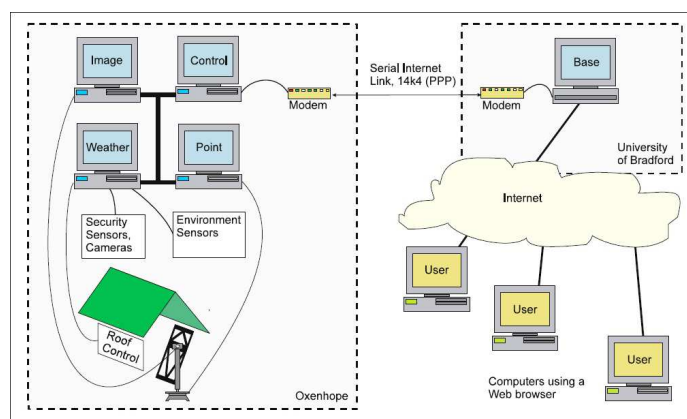 Image
Control
Modem
Serial Internet
Link, 14k4 (PPP)
Modem
Base
University
of Bradford
Weather
Point
Security
Sensors,
Cameras
Environment
Sensors
Roof
Control
Oxenhope
Internet
User
User
User
Computers using a
Web browser